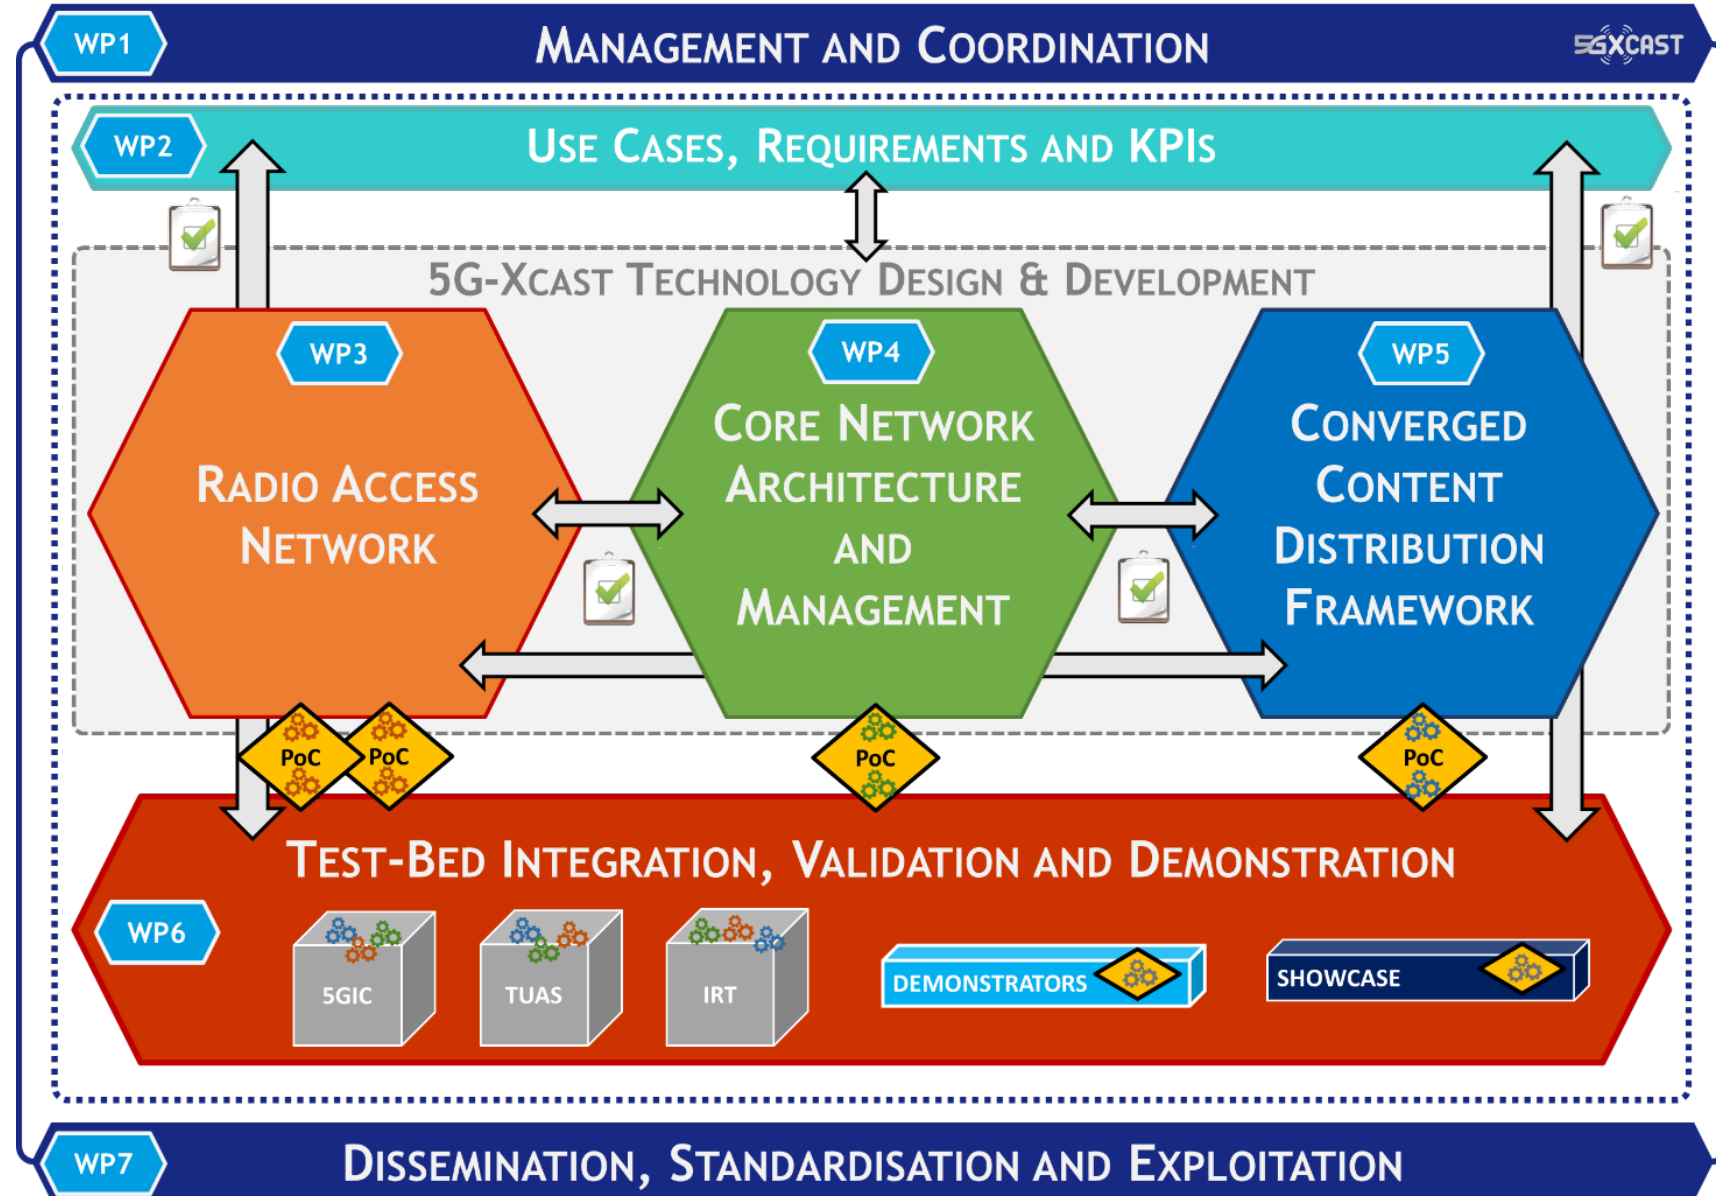 WP1
MANAGEMENT AND COORDINATION
5GXCAST
WP2
USE CASES, REQUIREMENTS AND KPIS
5G-XCAST TECHNOLOGY DESIGN & DEVELOPMENT
WP3
RADIO ACCESS
NETWORK
WP4
CORE NETWORK
ARCHITECTURE
AND
MANAGEMENT
WP5
CONVERGED
CONTENT
DISTRIBUTION
FRAMEWORK
PoC
PoC
PoC
PoC
TEST-BED INTEGRATION, VALIDATION AND DEMONSTRATION
WP6
5GIC
TUAS
IRT
DEMONSTRATORS
SHOWCASE
WP7
DISSEMINATION, STANDARDISATION AND EXPLOITATION